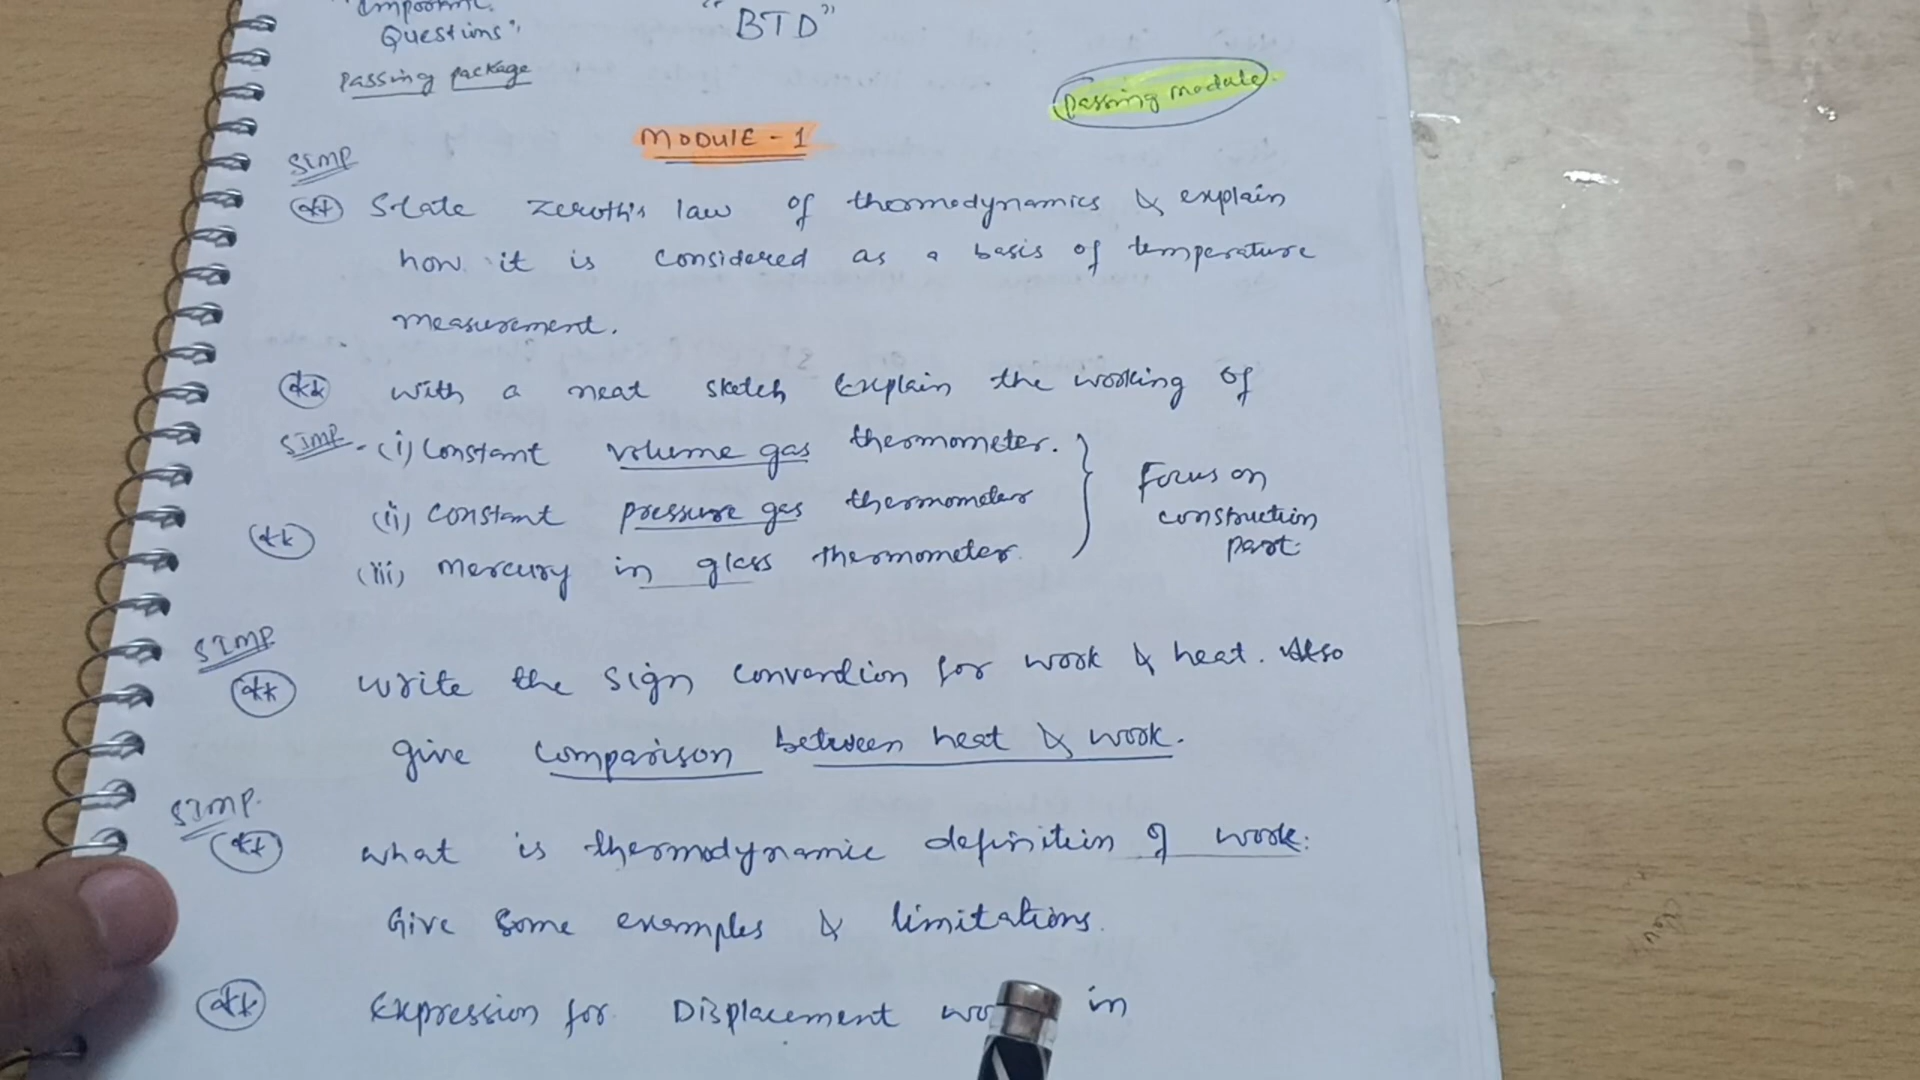 Important
Questions"
"BTD"
Passing package
Passing module.
MODULE - 1
SIMP
** State zeroth's law of thermodynamics & explain
how it is considered as a basis of temperature
measurement.
** with a neat sketch Explain the working of
SIMP - (i) Constant volume gas thermometer.
(ii) constant pressure gas thermometer
** (iii) mercury in glass thermometer.
Focus on
construction
part.
SIMP.
** write the sign convention for work & heat. Also
give comparison between heat & work.
SIMP.
** what is thermodynamic definition of work.
Give some examples & limitations.
** Expression for Displacement in